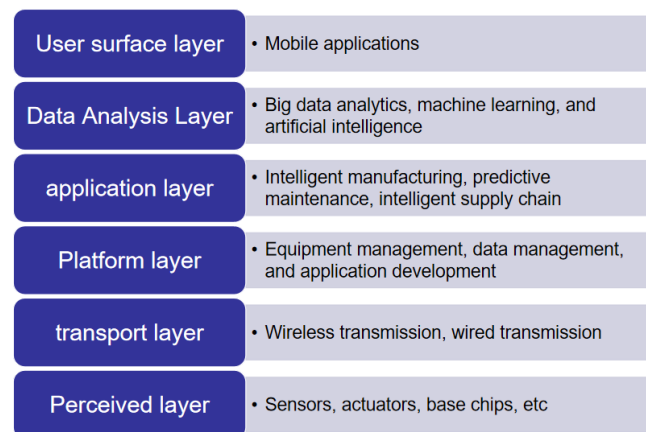 User surface layer
• Mobile applications
Data Analysis Layer
• Big data analytics, machine learning, and
artificial intelligence
application layer
• Intelligent manufacturing, predictive
maintenance, intelligent supply chain
Platform layer
• Equipment management, data management,
and application development
transport layer
• Wireless transmission, wired transmission
Perceived layer
• Sensors, actuators, base chips, etc